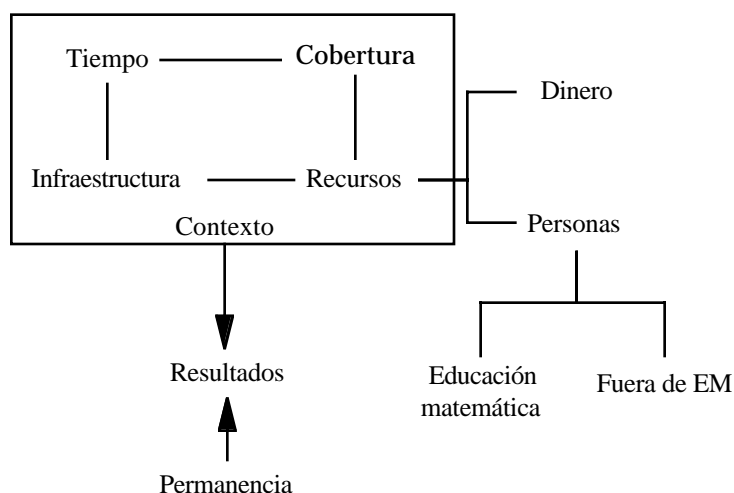 Tiempo
Cobertura
Dinero
Infraestructura
Recursos
Contexto
Personas
Resultados
Educación
matemática
Fuera de EM
Permanencia